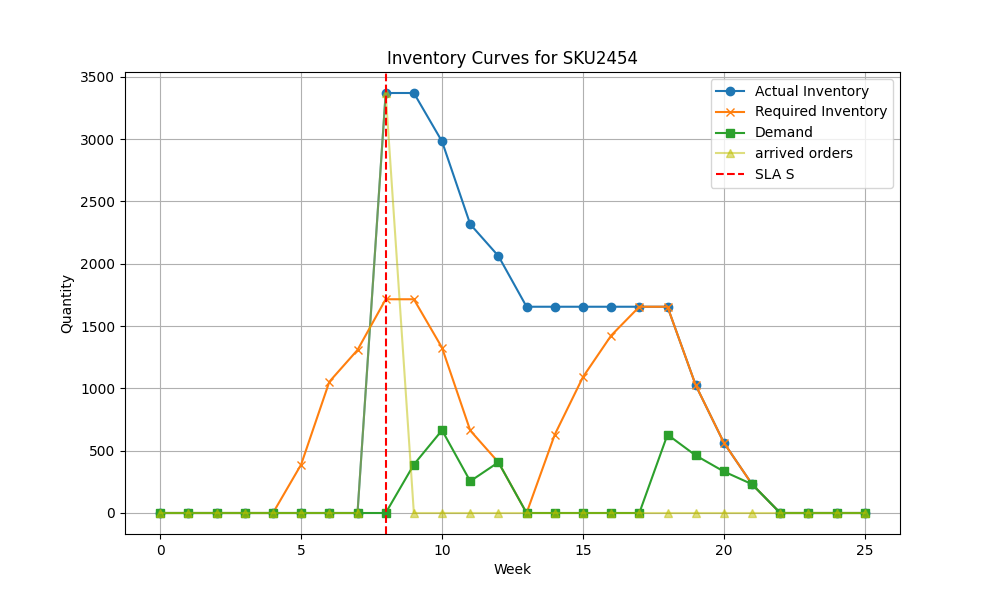 Inventory Curves for SKU2454
3500
3000
2500
2000
1500
1000
500
0
Quantity
Actual Inventory
Required Inventory
Demand
arrived orders
SLA S
0 5 10 15 20 25
Week